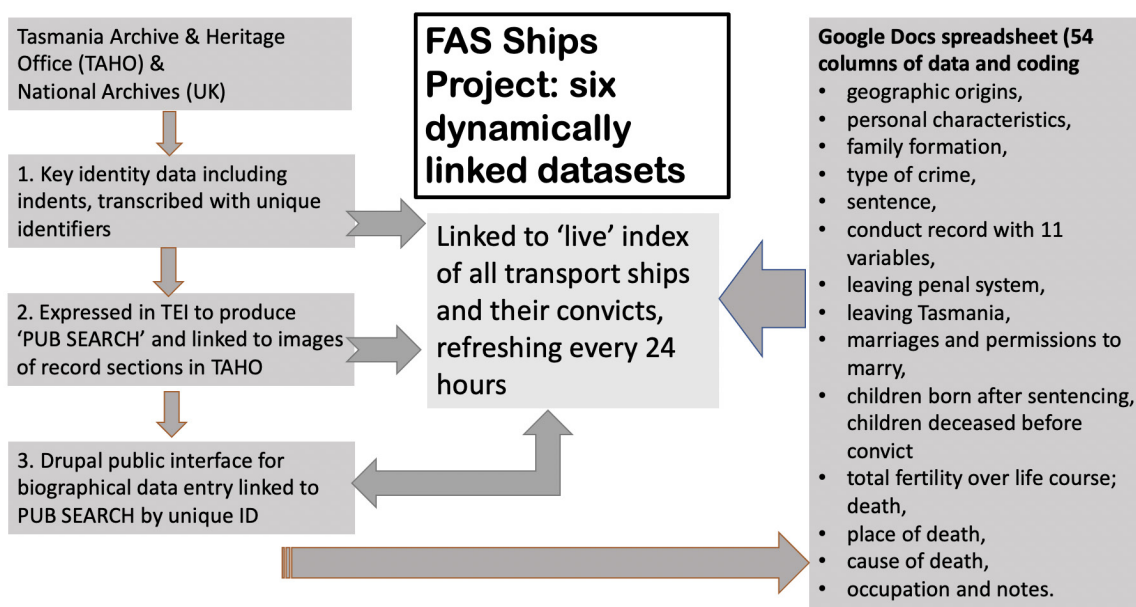 Tasmania Archive & Heritage
Office (TAHO) &
National Archives (UK)
1. Key identity data including
indents, transcribed with unique
identifiers
2. Expressed in TEI to produce
‘PUB SEARCH’ and linked to images
of record sections in TAHO
3. Drupal public interface for
biographical data entry linked to
PUB SEARCH by unique ID
FAS Ships
Project: six
dynamically
linked datasets
Linked to ‘live’ index
of all transport ships
and their convicts,
refreshing every 24
hours
Google Docs spreadsheet (54
columns of data and coding
• geographic origins,
• personal characteristics,
• family formation,
• type of crime,
• sentence,
• conduct record with 11
variables,
• leaving penal system,
• leaving Tasmania,
• marriages and permissions to
marry,
• children born after sentencing,
children deceased before
convict
• total fertility over life course;
death,
• place of death,
• cause of death,
• occupation and notes.